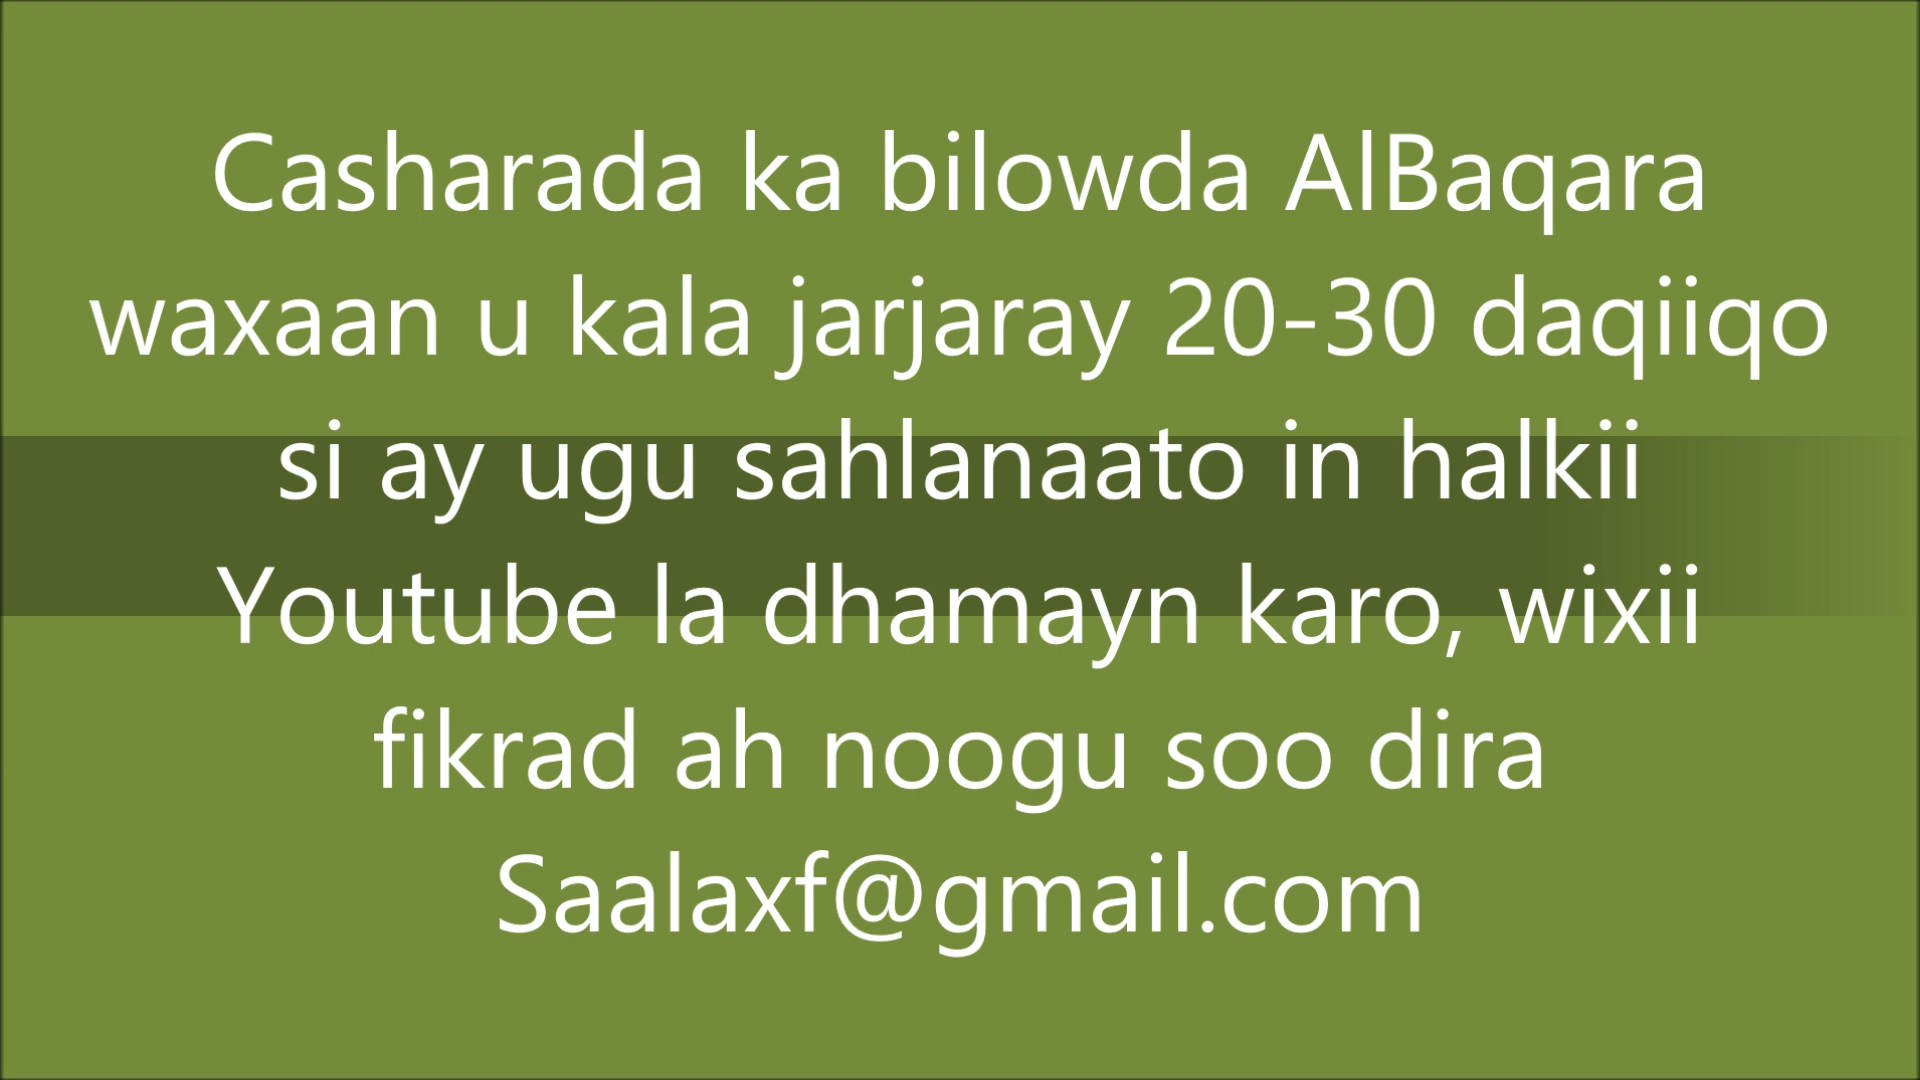 Casharada ka bilowda AlBaqara
waxaan u kala jarjaray 20-30 daqiiqo
si ay ugu sahlanaato in halkii
Youtube la dhamayn karo, wixii
fikrad ah noogu soo dira
Saalaxf@gmail.com